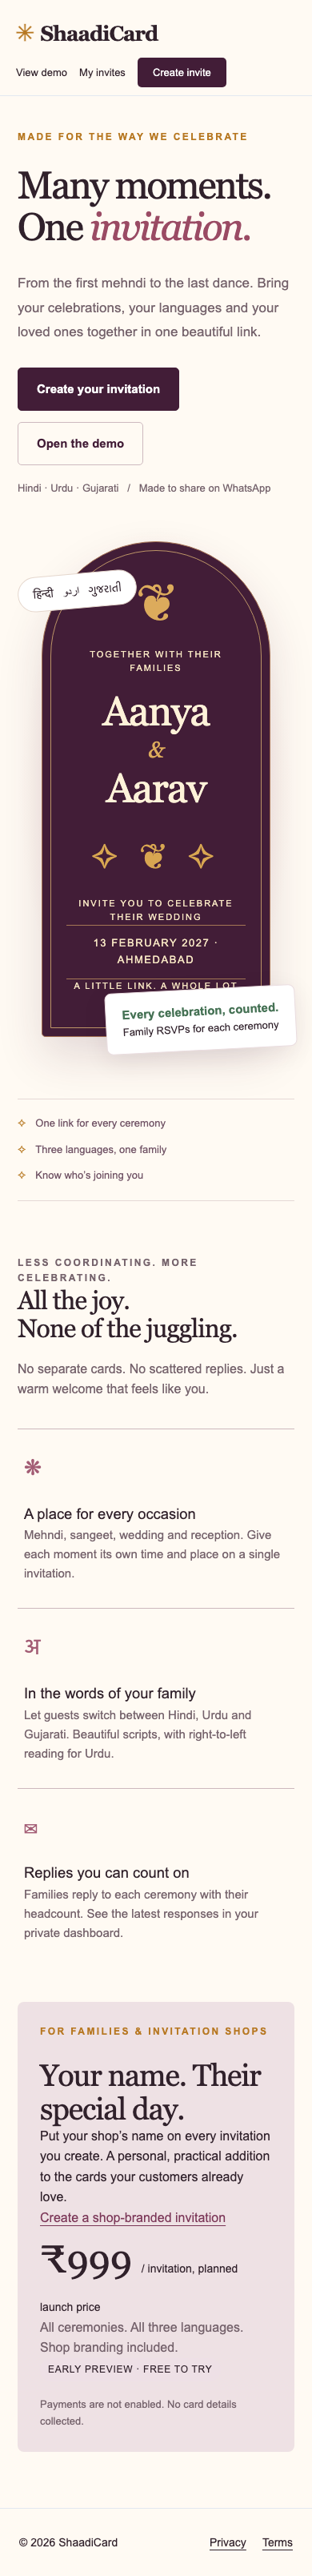 ShaadiCard
View demo My invites Create invite
MADE FOR THE WAY WE CELEBRATE
Many moments.
One invitation.
From the first mehndi to the last dance. Bring
your celebrations, your languages and your
loved ones together in one beautiful link.
Create your invitation
Open the demo
Hindi · Urdu · Gujarati / Made to share on WhatsApp
हिन्दी اردو ગુજરાતી
TOGETHER WITH THEIR
FAMILIES
Aanya
&
Aarav
INVITE YOU TO CELEBRATE
THEIR WEDDING
13 FEBRUARY 2027 ·
AHMEDABAD
A LITTLE LINK. A WHOLE LOT
Every celebration, counted.
Family RSVPs for each ceremony
One link for every ceremony
Three languages, one family
Know who's joining you
LESS COORDINATING. MORE
CELEBRATING.
All the joy.
None of the juggling.
No separate cards. No scattered replies. Just a
warm welcome that feels like you.
A place for every occasion
Mehndi, sangeet, wedding and reception. Give
each moment its own time and place on a single
invitation.
अ
In the words of your family
Let guests switch between Hindi, Urdu and
Gujarati. Beautiful scripts, with right-to-left
reading for Urdu.
Replies you can count on
Families reply to each ceremony with their
headcount. See the latest responses in your
private dashboard.
FOR FAMILIES & INVITATION SHOPS
Your name. Their
special day.
Put your shop's name on every invitation
you create. A personal, practical addition
to the cards your customers already
love.
Create a shop-branded invitation
₹999 / invitation, planned
launch price
All ceremonies. All three languages.
Shop branding included.
EARLY PREVIEW · FREE TO TRY
Payments are not enabled. No card details
collected.
© 2026 ShaadiCard Privacy Terms